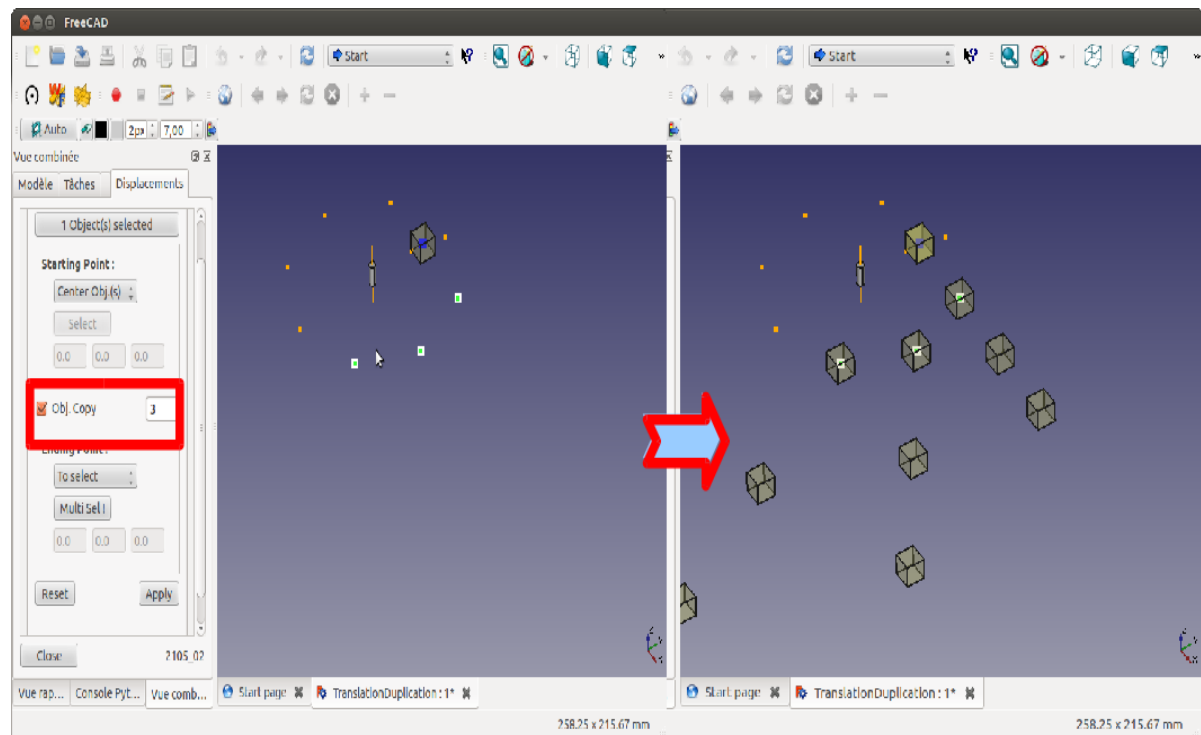 FreeCAD
Start
Start
Auto
2px
7,00
Vue combinée
Modèle Tâches Displacements
1 Object(s) selected
Starting Point :
Center Obj.(s)
Select
0.0 0.0 0.0
Obj. Copy 3
Ending Point :
To select
Multi Sel !
0.0 0.0 0.0
Reset Apply
Close 2105_02
Vue rap... Console Pyt... Vue comb...
Start page TranslationDuplication : 1*
Start page TranslationDuplication : 1*
258.25 x 215.67 mm
258.25 x 215.67 mm